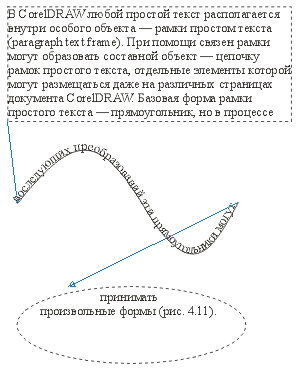 В CorelDRAW любой простой текст располагается
внутри особого объекта — рамки простом текста
(paragraph text frame). При помощи связен рамки
могут образовать составной объект — цепочку
рамок простого текста, отдельные элементы которой
могут размещаться даже на различных страницах
документа CorelDRAW. Базовая форма рамки
простого текста — прямоугольник, но в процессе
последующих преобразований эти прямоугольники могут
принимать
произвольные формы (рис. 4.11).